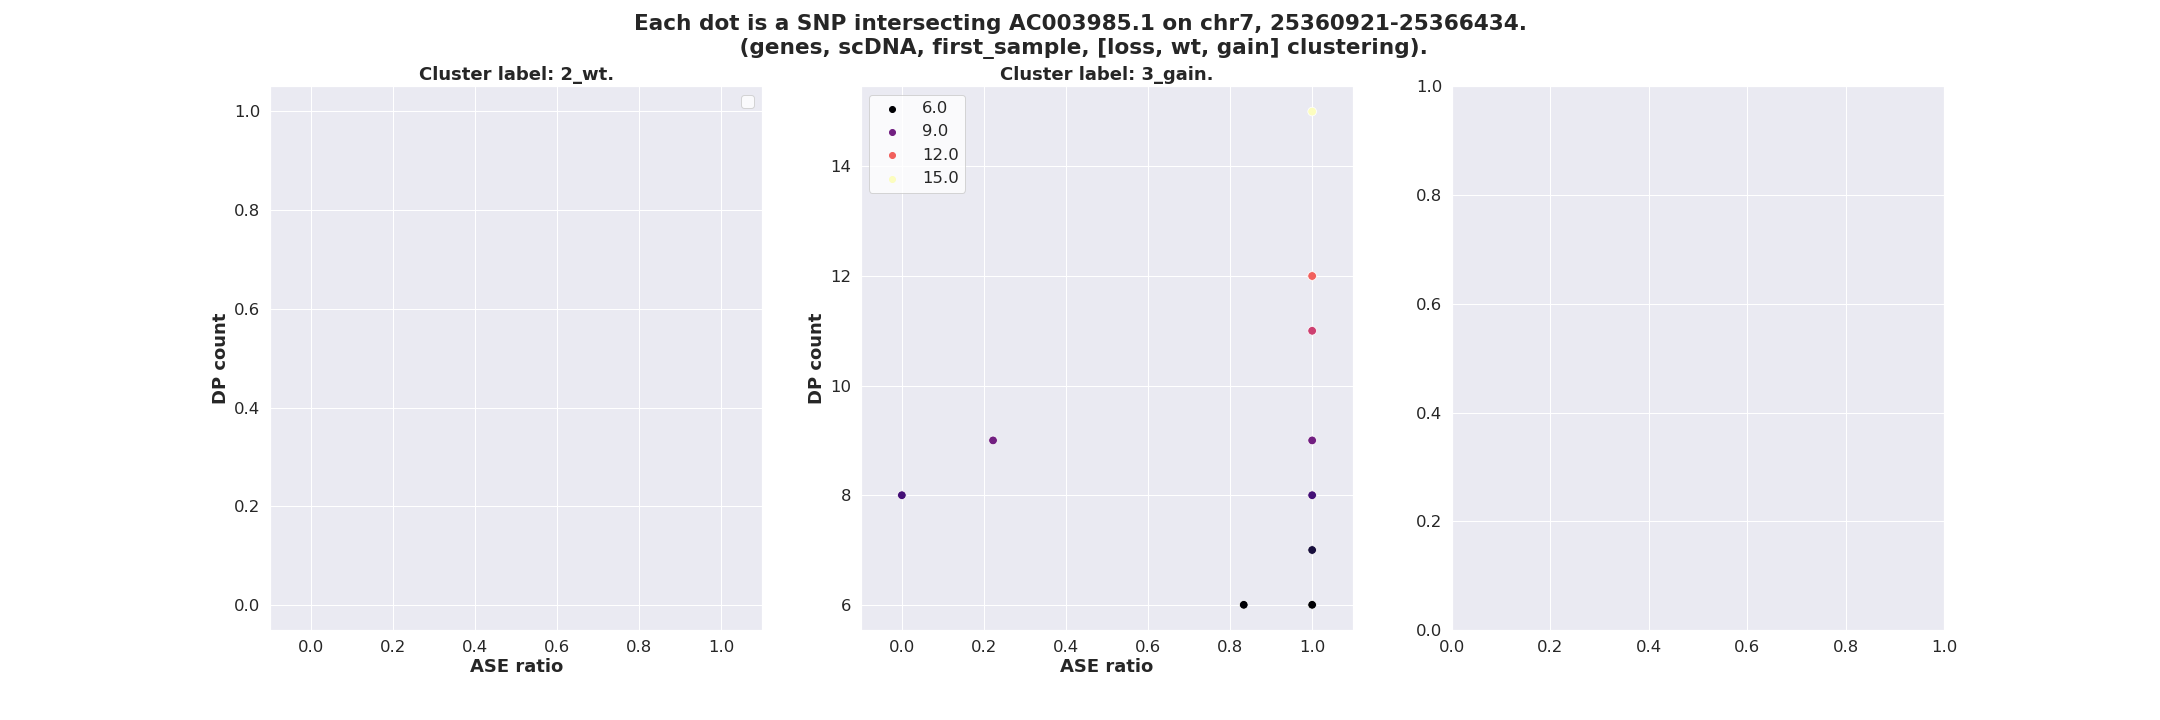 Each dot is a SNP intersecting AC003985.1 on chr7, 25360921-25366434.
(genes, scDNA, first_sample, [loss, wt, gain] clustering).
Cluster label: 2_wt.
DP count
1.0
0.8
0.6
0.4
0.2
0.0
0.0 0.2 0.4 0.6 0.8 1.0
ASE ratio
Cluster label: 3_gain.
6.0
9.0
12.0
15.0
DP count
14
12
10
8
6
0.0 0.2 0.4 0.6 0.8 1.0
ASE ratio
1.0
0.8
0.6
0.4
0.2
0.0
0.0 0.2 0.4 0.6 0.8 1.0